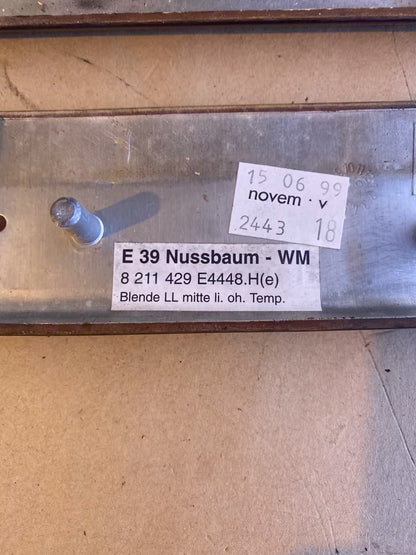 15 06 99
novem · v
2443 18
E 39 Nussbaum - WM
8 211 429 E4448.H(e)
Blende LL mitte li. oh. Temp.